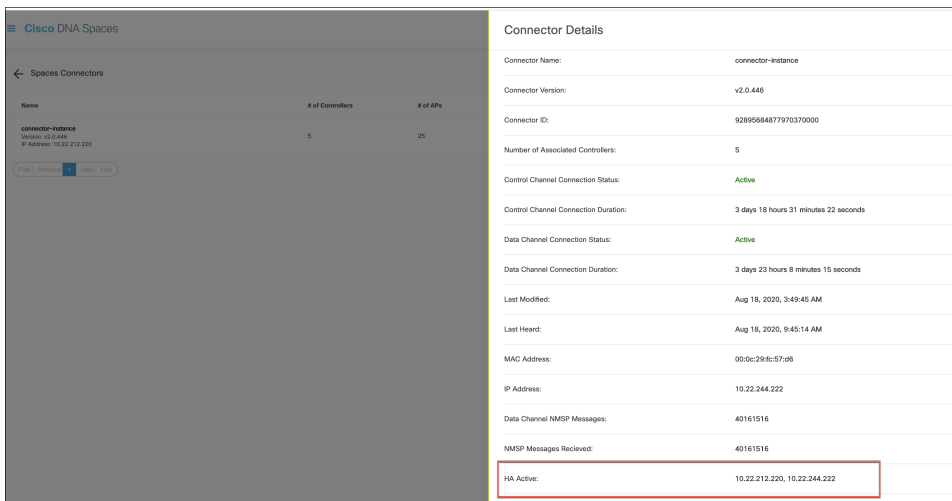 Cisco DNA Spaces
Spaces Connectors
Name # of Controllers # of APs
connector-instance
Version: v2.0.446
IP Address: 10.22.212.220
5 25
First Previous 1 Next Last
Connector Details
Connector Name: connector-instance
Connector Version: v2.0.446
Connector ID: 92895684877970370000
Number of Associated Controllers: 5
Control Channel Connection Status: Active
Control Channel Connection Duration: 3 days 18 hours 31 minutes 22 seconds
Data Channel Connection Status: Active
Data Channel Connection Duration: 3 days 23 hours 8 minutes 15 seconds
Last Modified: Aug 18, 2020, 3:49:45 AM
Last Heard: Aug 18, 2020, 9:45:14 AM
MAC Address: 00:0c:29:fc:57:d6
IP Address: 10.22.244.222
Data Channel NMSP Messages: 40161516
NMSP Messages Recieved: 40161516
HA Active: 10.22.212.220, 10.22.244.222